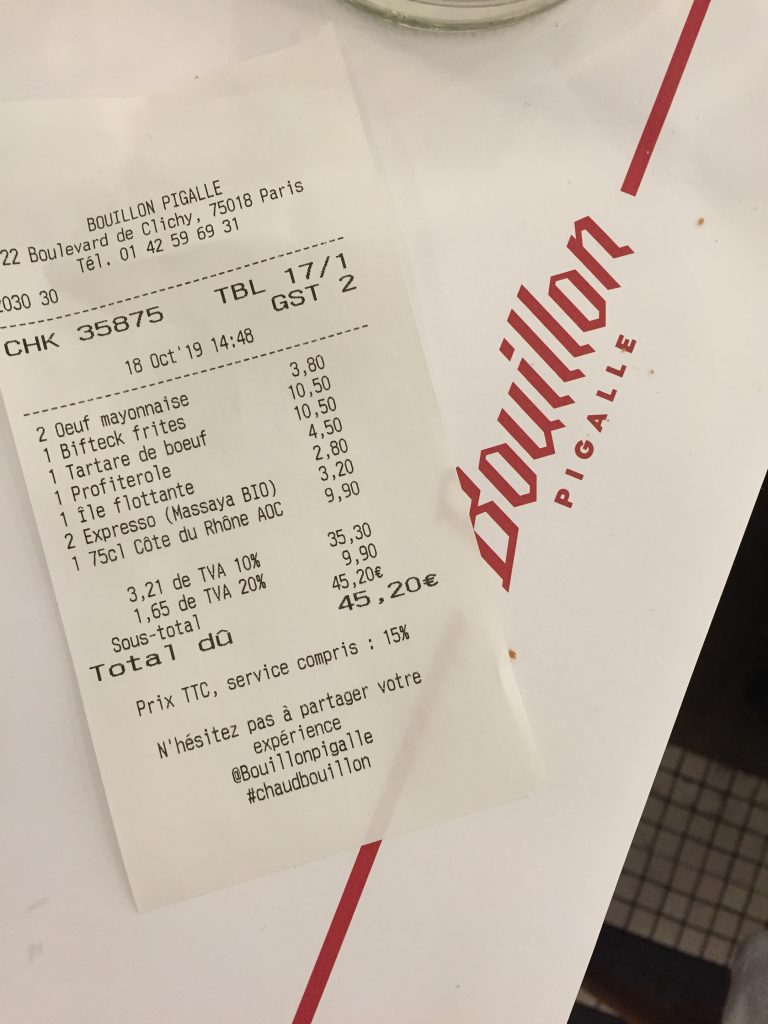 BOUILLON PIGALLE
22 Boulevard de Clichy, 75018 Paris
Tél. 01 42 59 69 31
2030 30
CHK 35875 TBL 17/1
GST 2
18 Oct'19 14:48
2 Oeuf mayonnaise 3,80
1 Bifteck frites 10,50
1 Tartare de boeuf 10,50
1 Profiterole 4,50
1 Île flottante 2,80
2 Expresso (Massaya BIO) 3,20
1 75cl Côte du Rhône AOC 9,90
3,21 de TVA 10% 35,30
1,65 de TVA 20% 9,90
Sous-total 45,20€
Total dû 45,20€
Prix TTC, service compris : 15%
N'hésitez pas à partager votre
expérience
@Bouillonpigalle
#chaudbouillon
Bouillon
PIGALLE